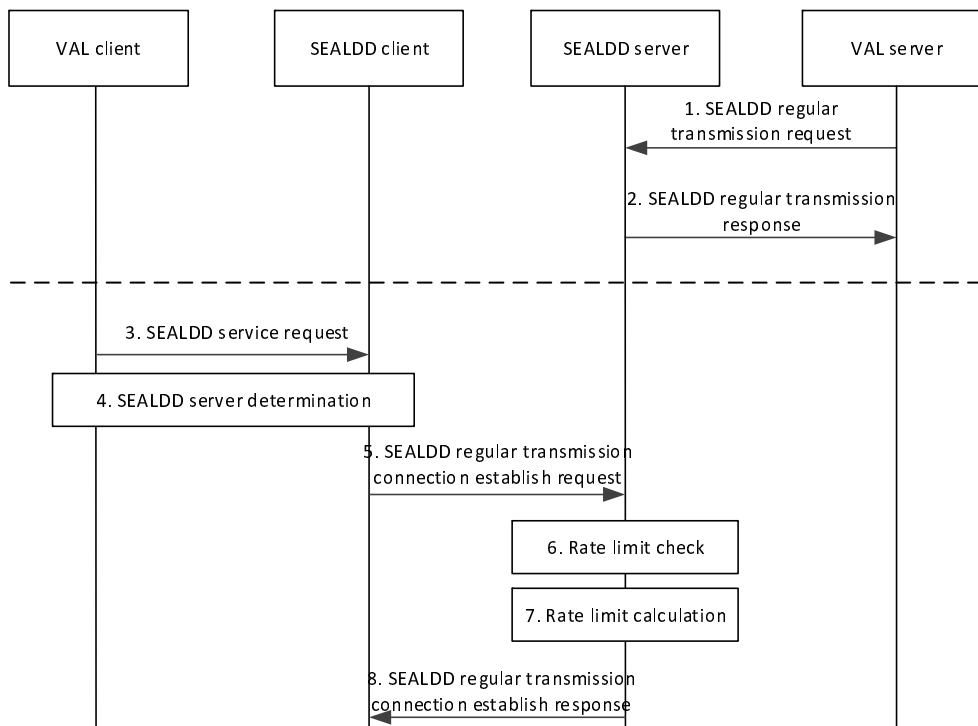 VAL client
SEALDD client
SEALDD server
VAL server
1. SEALDD regular
transmission request
2. SEALDD regular transmission
response
3. SEALDD service request
4. SEALDD server determination
5. SEALDD regular transmission
connection establish request
6. Rate limit check
7. Rate limit calculation
8. SEALDD regular transmission
connection establish response